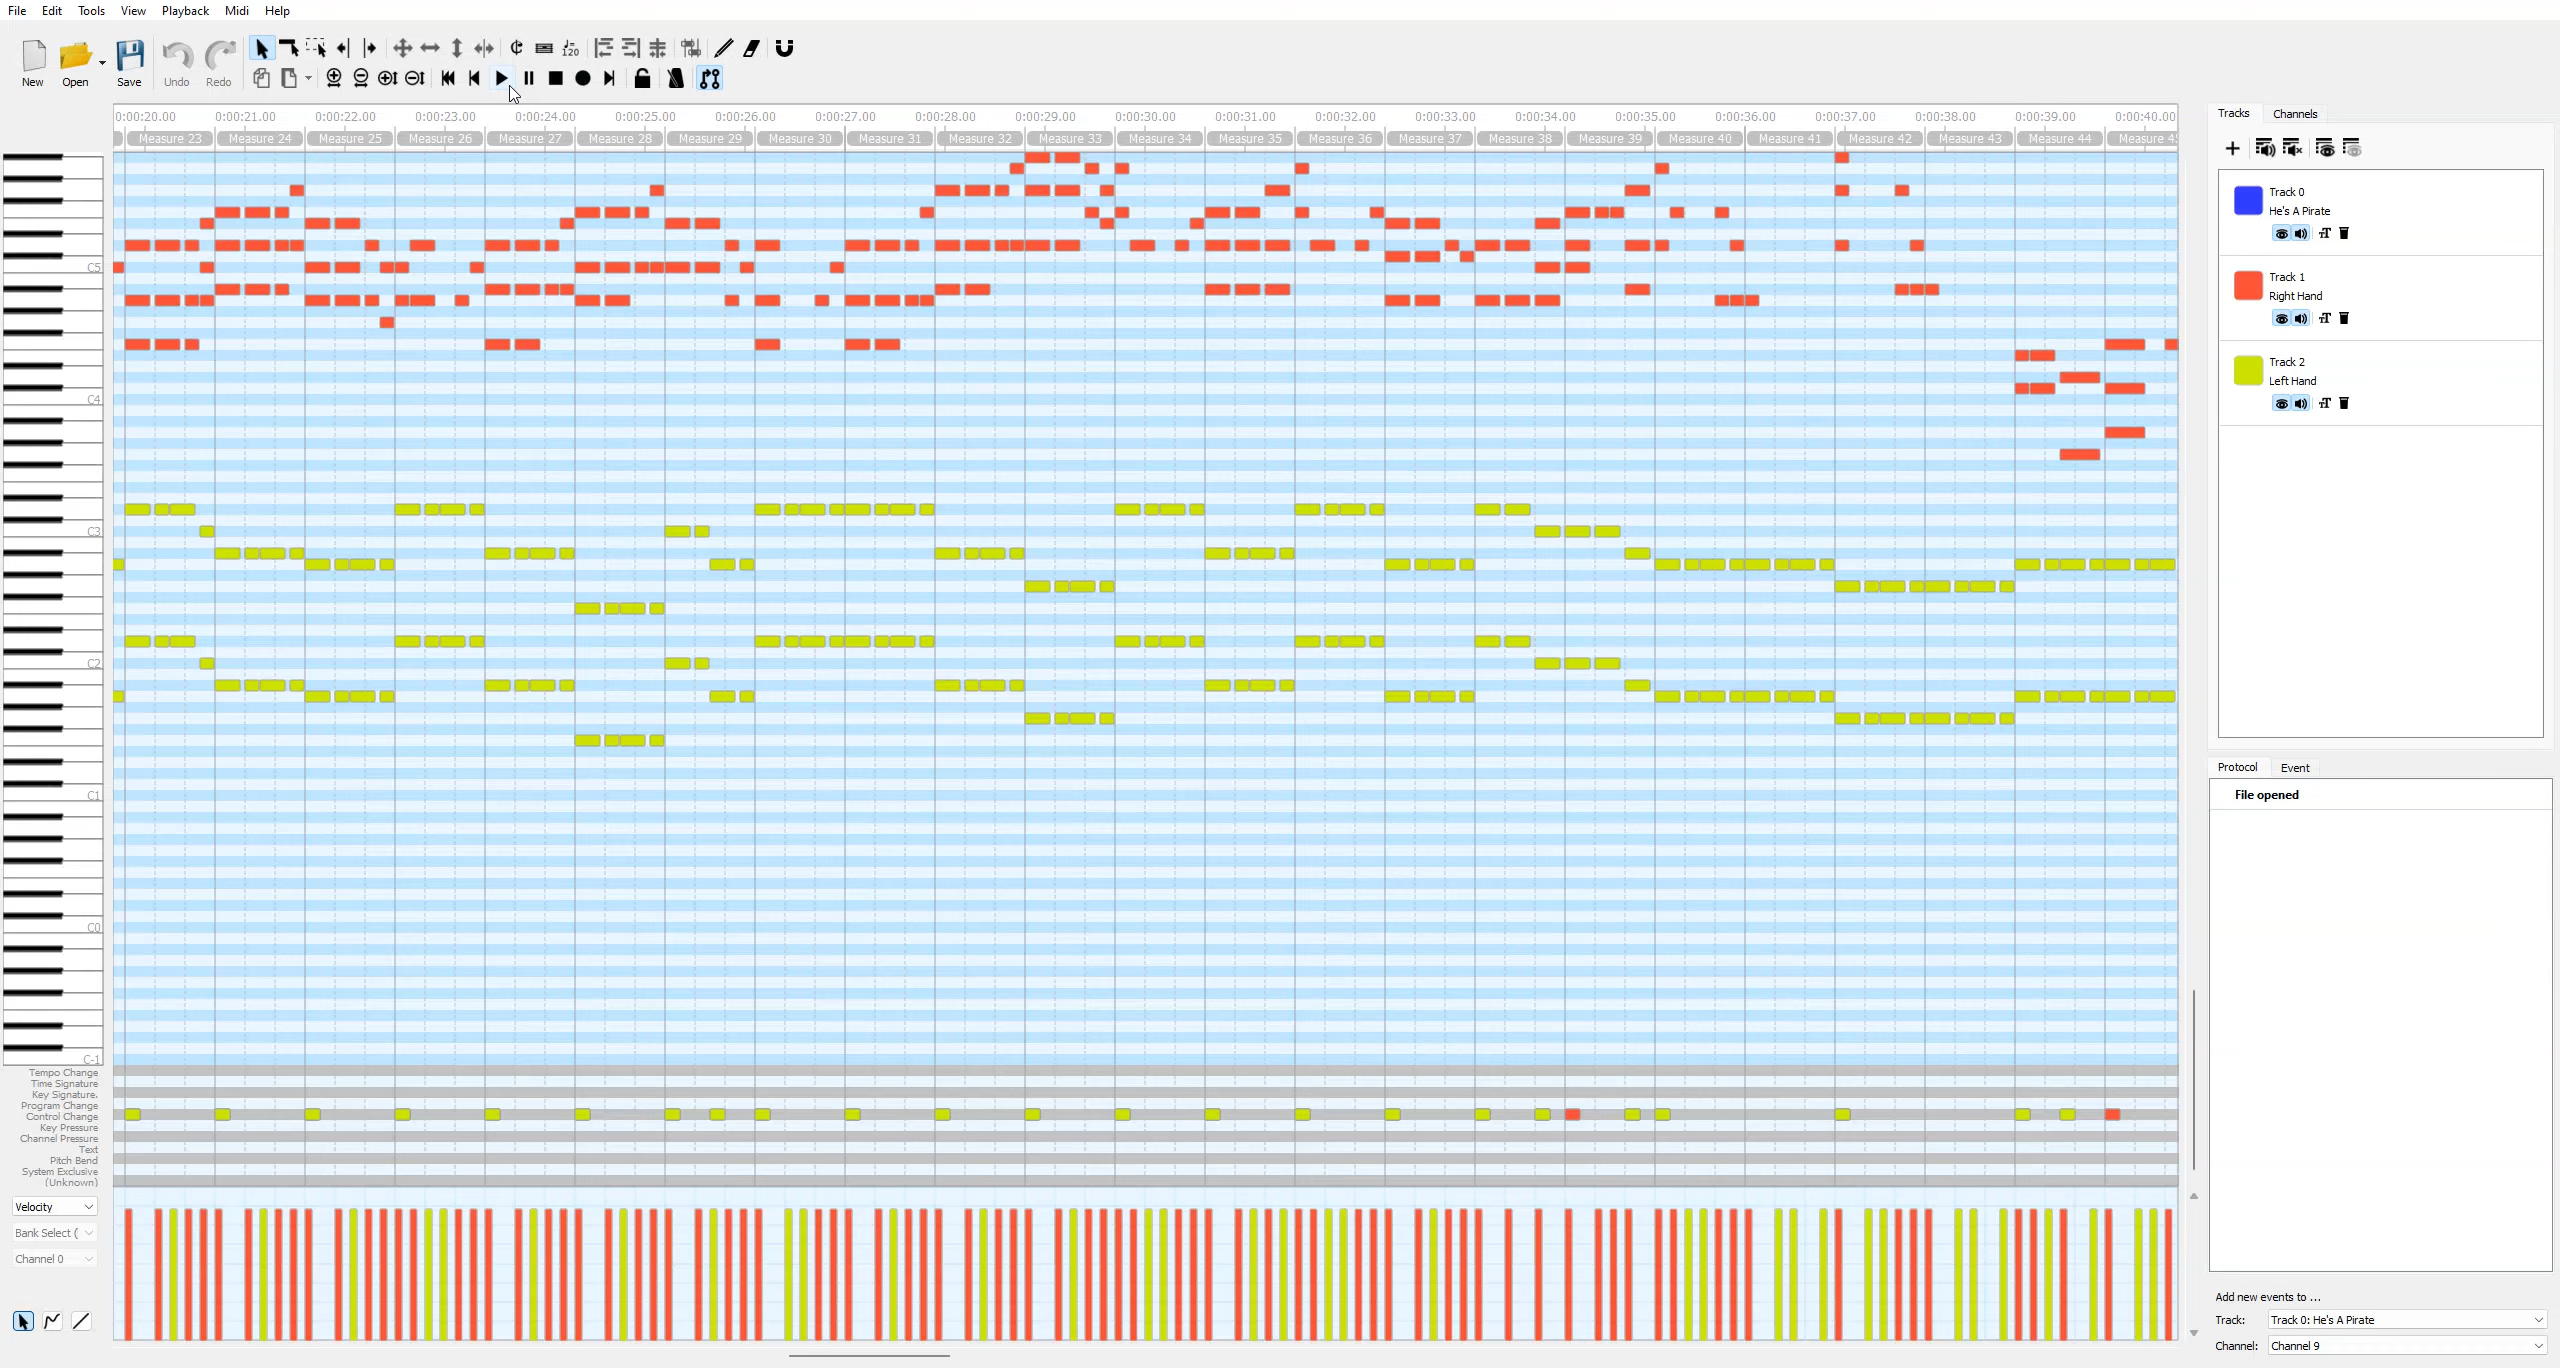 File Edit Tools View Playback Midi Help
New Open Save Undo Redo
120
0:00:20.00 0:00:21.00 0:00:22.00 0:00:23.00 0:00:24.00 0:00:25.00 0:00:26.00 0:00:27.00 0:00:28.00 0:00:29.00 0:00:30.00 0:00:31.00 0:00:32.00 0:00:33.00 0:00:34.00 0:00:35.00 0:00:36.00 0:00:37.00 0:00:38.00 0:00:39.00 0:00:40.00
Measure 23 Measure 24 Measure 25 Measure 26 Measure 27 Measure 28 Measure 29 Measure 30 Measure 31 Measure 32 Measure 33 Measure 34 Measure 35 Measure 36 Measure 37 Measure 38 Measure 39 Measure 40 Measure 41 Measure 42 Measure 43 Measure 44 Measure 4
C5
C4
C3
C2
C1
C0
C-1
Tempo Change
Time Signature
Key Signature.
Program Change
Control Change
Key Pressure
Channel Pressure
Text
Pitch Bend
System Exclusive
(Unknown)
Velocity
Bank Select (
Channel 0
Tracks Channels
Track 0
He's A Pirate
Track 1
Right Hand
Track 2
Left Hand
Protocol Event
File opened
Add new events to ...
Track: Track 0: He's A Pirate
Channel: Channel 9